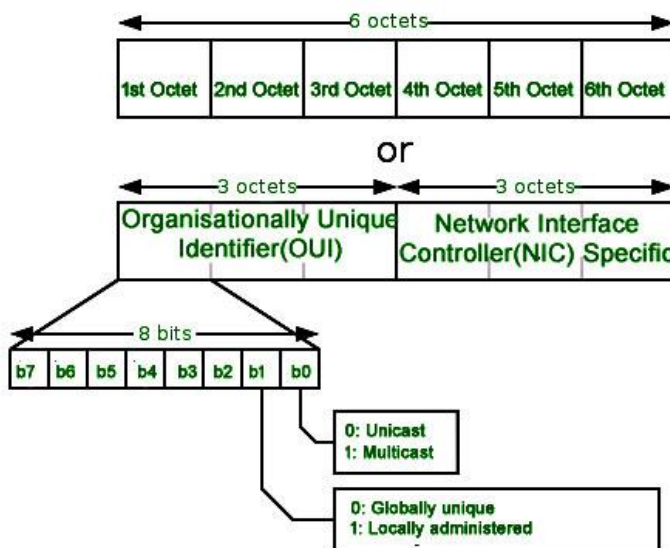 6 octets
1st Octet 2nd Octet 3rd Octet 4th Octet 5th Octet 6th Octet
or
3 octets 3 octets
Organisationally Unique
Identifier(OUI)
Network Interface
Controller(NIC) Specific
8 bits
b7 b6 b5 b4 b3 b2 b1 b0
0: Unicast
1: Multicast
0: Globally unique
1: Locally administered